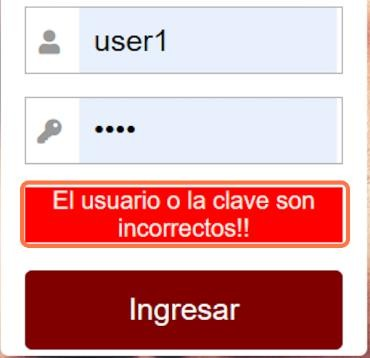 user1
••••
El usuario o la clave son
incorrectos!!
Ingresar